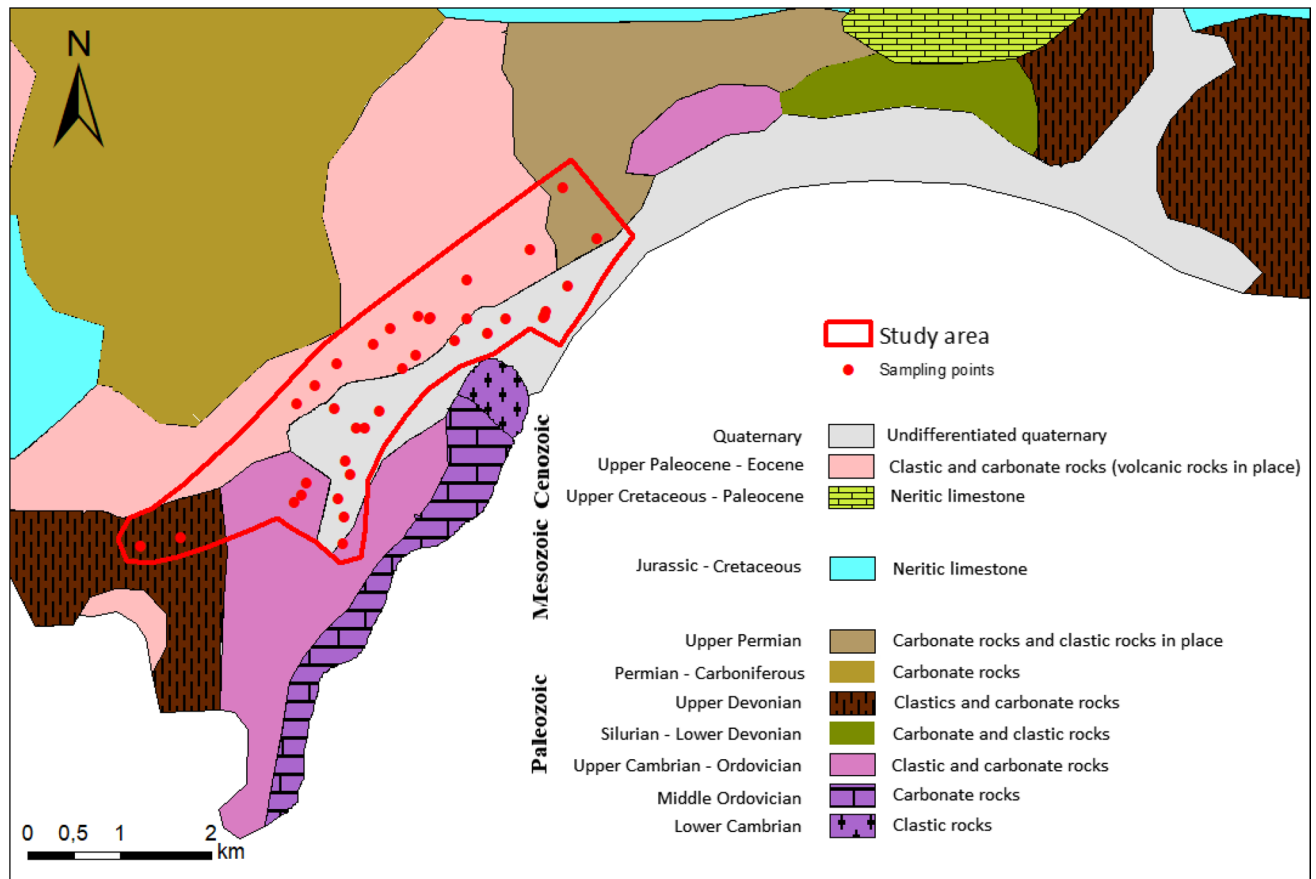 N
Study area
Sampling points
Cenozoic
Quaternary Undifferentiated quaternary
Upper Paleocene - Eocene Clastic and carbonate rocks (volcanic rocks in place)
Upper Cretaceous - Paleocene Neritic limestone
Mesozoic
Jurassic - Cretaceous Neritic limestone
Paleozoic
Upper Permian Carbonate rocks and clastic rocks in place
Permian - Carboniferous Carbonate rocks
Upper Devonian Clastics and carbonate rocks
Silurian - Lower Devonian Carbonate and clastic rocks
Upper Cambrian - Ordovician Clastic and carbonate rocks
Middle Ordovician Carbonate rocks
Lower Cambrian Clastic rocks
0 0,5 1 2
km